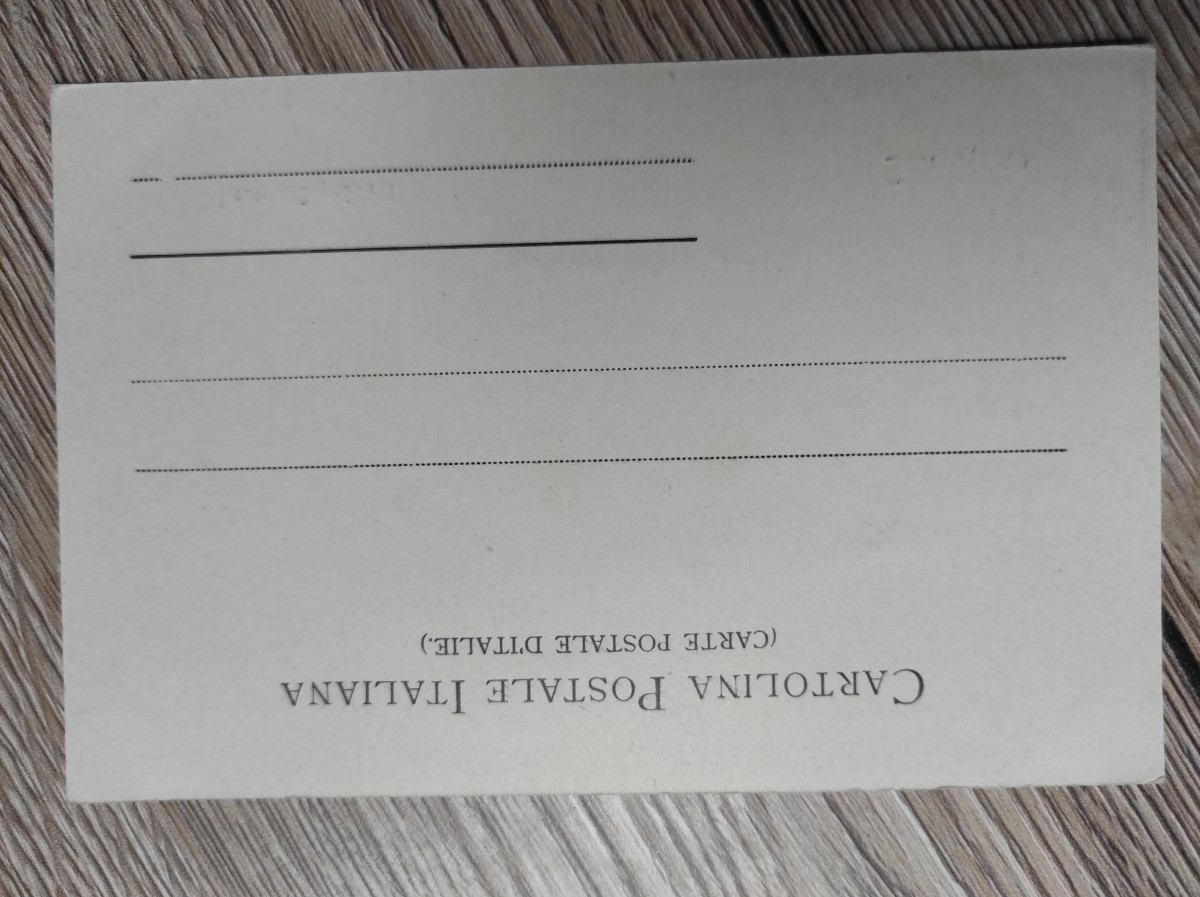 CARTOLINA POSTALE ITALIANA
(CARTE POSTALE D'ITALIE.)